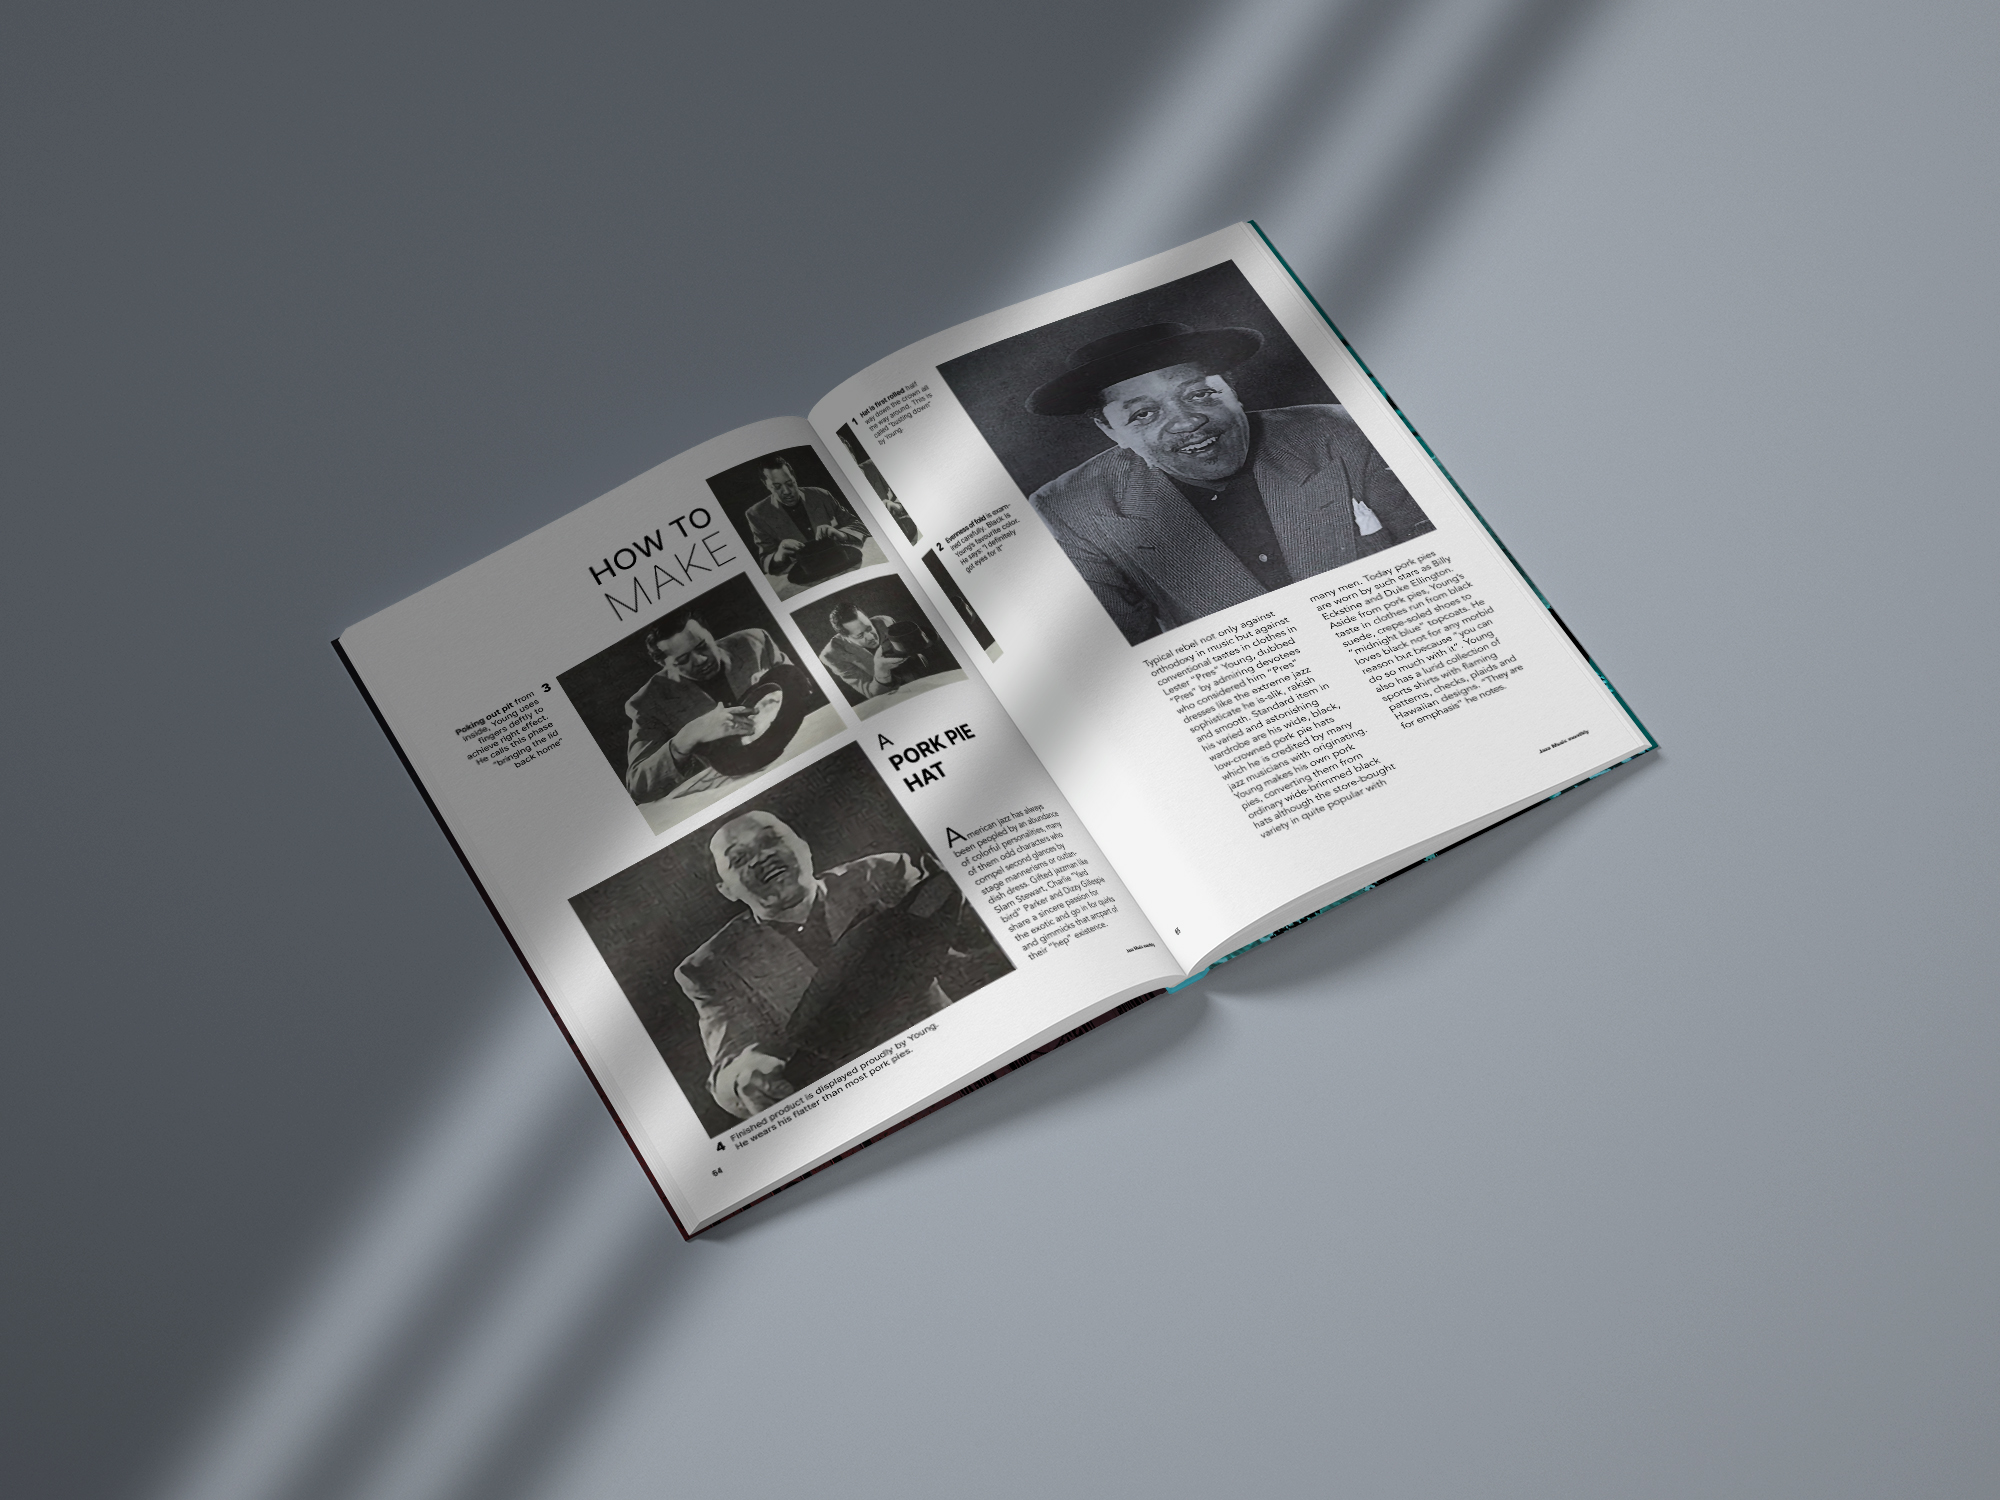 HOW TO
MAKE
A
PORK PIE
HAT
3
Poking out pit from
inside, Young uses
fingers deftly to
achieve right effect.
He calls this phase
"bringing the lid
back home"
4
Finished product is displayed proudly by Young.
He wears his flatter than most pork pies.
64
American jazz has always
been peopled by an abundance
of colorful personalities, many
of them odd characters who
compel second glances by
stage mannerisms or outlan-
dish dress. Gifted jazzman like
Slam Stewart, Charlie "Yard
bird" Parker and Dizzy Gillespie
share a sincere passion for
the exotic and go in for quirks
and gimmicks that are part of
their "hep" existence.
Jazz Music monthly
1
Hat is first rolled half
way down the crown all
the way around. This is
called "busting down"
by Young.
2
Evenness of fold is exam-
ined carefully. Black is
Young's favourite color.
He says: "I definitely
got eyes for it"
Typical rebel not only against
orthodoxy in music but against
conventional tastes in clothes in
Lester "Pres" Young, dubbed
"Pres" by admiring devotees
who considered him "Pres"
dresses like the extreme jazz
sophisticate he is-slik, rakish
and smooth. Standard item in
his varied and astonishing
wardrobe are his wide, black,
low-crowned pork pie hats
which he is credited by many
jazz musicians with originating.
Young makes his own pork
pies, converting them from
ordinary wide-brimmed black
hats although the store-bought
variety in quite popular with
many men. Today pork pies
are worn by such stars as Billy
Eckstine and Duke Ellington.
Aside from pork pies, Young's
taste in clothes run from black
suede, crepe-soled shoes to
"midnight blue" topcoats. He
loves black not for any morbid
reason but because "you can
do so much with it". Young
also has a lurid collection of
sports shirts with flaming
patterns, checks, plaids and
Hawaiian designs. "They are
for emphasis" he notes.
Jazz Music monthly